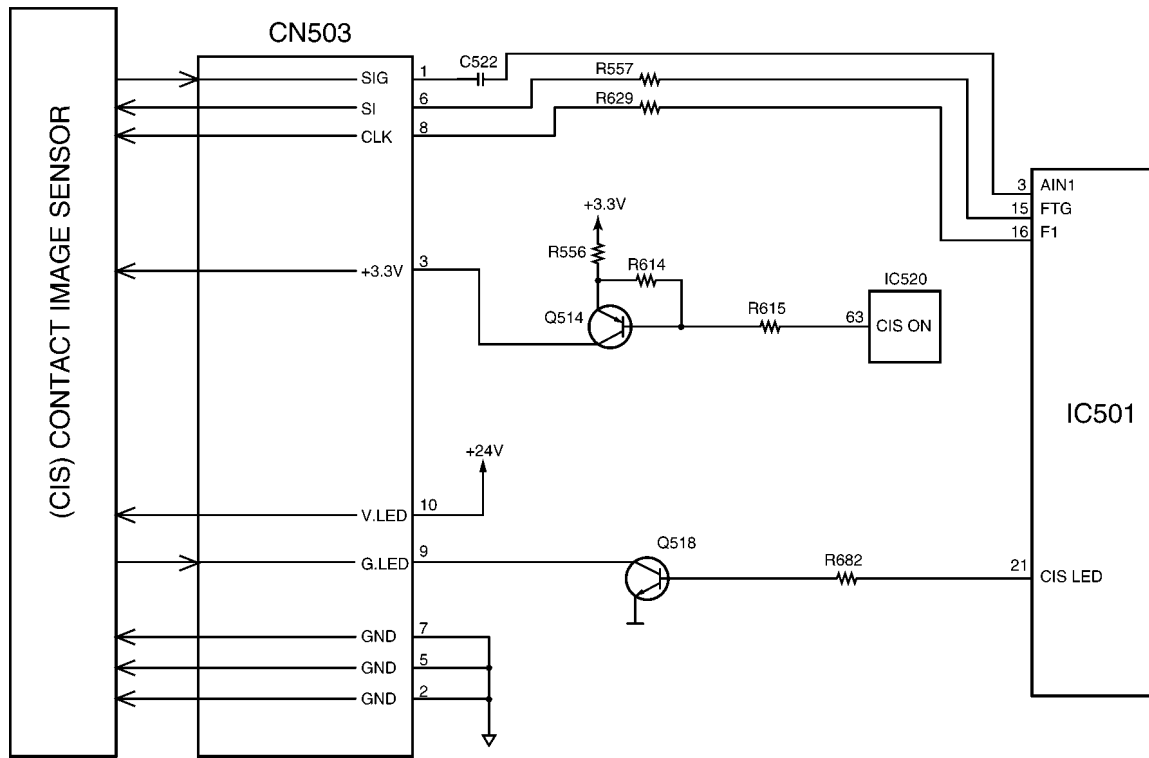 (CIS) CONTACT IMAGE SENSOR
CN503
SIG 1
SI 6
CLK 8
+3.3V 3
V.LED 10
G.LED 9
GND 7
GND 5
GND 2
C522
R557
R629
+3.3V
R556
R614
Q514
R615
63
IC520
CIS ON
+24V
Q518
R682
3 AIN1
15 FTG
16 F1
IC501
21 CIS LED